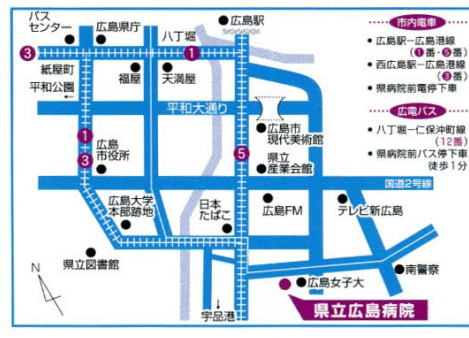 バス
センター
広島県庁
八丁堀
広島駅
3
1
紙屋町
福屋
天満屋
平和公園
←
平和大通り
1
3
広島
市役所
5
広島市
現代美術館
県立
産業会館
国道2号線
広島大学
本部跡地
日本
たばこ
広島FM
テレビ新広島
県立図書館
N
宇品港
↓
広島女子大
南警察
県立広島病院
市内電車
●広島駅−広島港線
(1番・5番)
●西広島駅−広島港線
(3番)
●県病院前電停下車
広電バス
●八丁堀−仁保沖町線
(12番)
●県病院前バス停下車
徒歩1分